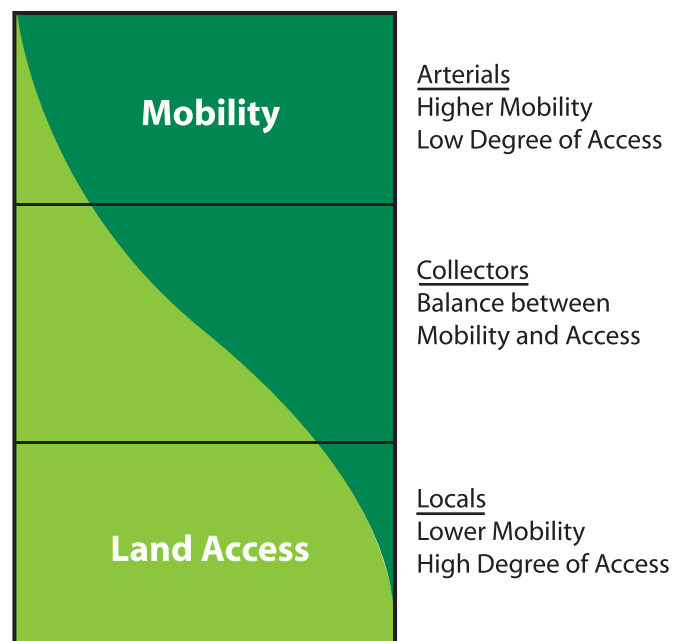 Mobility
Arterials
Higher Mobility
Low Degree of Access
Collectors
Balance between
Mobility and Access
Land Access
Locals
Lower Mobility
High Degree of Access